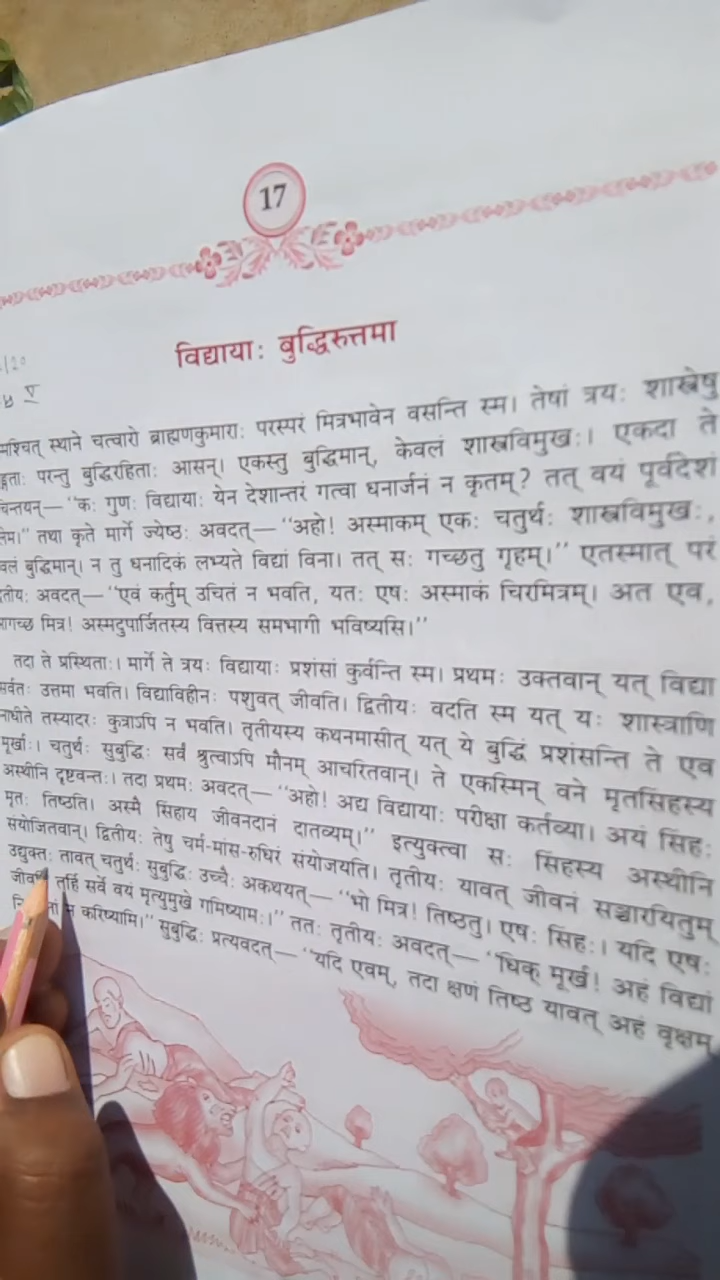 17
विद्यायाः बुद्धिरुत्तमा
स्थाने चत्वारो ब्राह्मणकुमाराः परस्परं मित्रभावेन वसन्ति स्म। तेषां त्रयः शास्त्रेषु
परन्तु बुद्धिरहिताः आसन्। एकस्तु बुद्धिमान्, केवलं शास्त्रविमुखः। एकदा ते
“कः गुणः विद्यायाः येन देशान्तरं गत्वा धनार्जनं न कृतम्? तत् वयं पूर्वदेशं
तथा कृते मार्गे ज्येष्ठः अवदत्— “अहो! अस्माकम् एकः चतुर्थः शास्त्रविमुखः,
बुद्धिमान्। न तु धनादिकं लभ्यते विद्यां विना। तत् सः गच्छतु गृहम्।” एतस्मात् परं
अवदत्— “एवं कर्तुम् उचितं न भवति, यतः एषः अस्माकं चिरमित्रम्। अत एव,
मित्र! अस्मदुपार्जितस्य वित्तस्य समभागी भविष्यसि।”
तदा ते प्रस्थिताः। मार्गे ते त्रयः विद्यायाः प्रशंसां कुर्वन्ति स्म। प्रथमः उक्तवान् यत् विद्या
सर्वतः उत्तमा भवति। विद्याविहीनः पशुवत् जीवति। द्वितीयः वदति स्म यत् यः शास्त्राणि
नाधीते तस्यादरः कुत्राऽपि न भवति। तृतीयस्य कथनमासीत् यत् ये बुद्धिं प्रशंसन्ति ते एव
मूर्खाः। चतुर्थः सुबुद्धिः सर्वं श्रुत्वाऽपि मौनम् आचरितवान्। ते एकस्मिन् वने मृतसिंहस्य
अस्थीनि दृष्टवन्तः। तदा प्रथमः अवदत्— “अहो! अद्य विद्यायाः परीक्षा कर्तव्या। अयं सिंहः
मृतः तिष्ठति। अस्मै सिंहाय जीवनदानं दातव्यम्।” इत्युक्त्वा सः सिंहस्य अस्थीनि
संयोजितवान्। द्वितीयः तेषु चर्म-मांस-रुधिरं संयोजयति। तृतीयः यावत् जीवनं सञ्चारयितुम्
उद्युक्तः तावत् चतुर्थः सुबुद्धिः उच्चैः अकथयत्— “भो मित्र! तिष्ठतु। एषः सिंहः। यदि एषः
तर्हि सर्वे वयं मृत्युमुखे गमिष्यामः।” ततः तृतीयः अवदत्— “धिक् मूर्ख! अहं विद्यां
न करिष्यामि।” सुबुद्धिः प्रत्यवदत्— “यदि एवम्, तदा क्षणं तिष्ठ यावत् अहं वृक्षम्